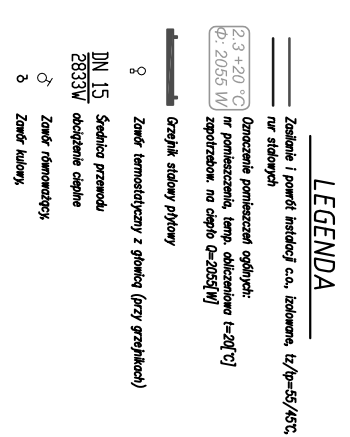 LEGENDA
Zasilanie i powrót instalacji c.o., izolowane, tz/tp=55/45°C,
rur stalowych
2.3 +20 °C
Φ: 2055 W
Oznaczenie pomieszczeń ogólnych:
nr pomieszczenia, temp. obliczeniowa t=20[°C]
zapotrzebow. na ciepło Q=2055[W]
Grzejnik stalowy płytowy
Zawór termostatyczny z głowicą (przy grzejnikach)
DN 15
2833W
Średnica przewodu
obciążenie cieplne
Zawór równoważący,
Zawór kulowy,